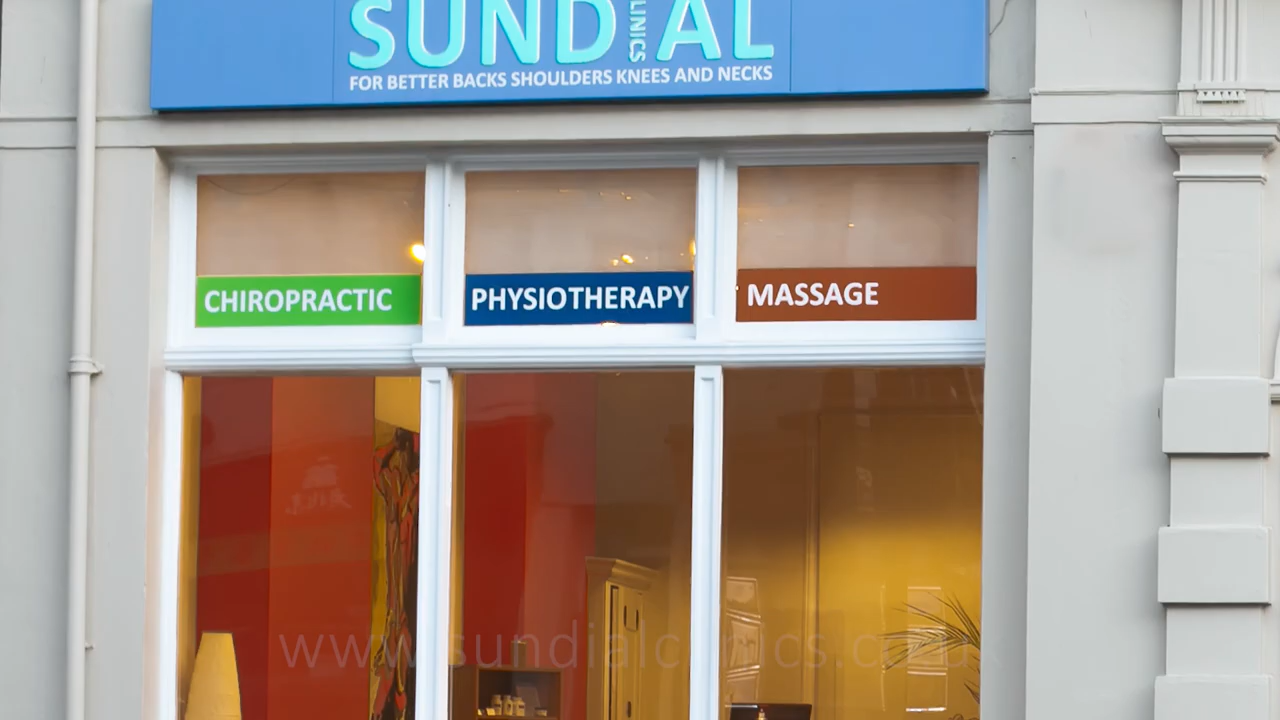 SUNDIAL
CLINICS
FOR BETTER BACKS SHOULDERS KNEES AND NECKS
CHIROPRACTIC
PHYSIOTHERAPY
MASSAGE
www.sundialclinics.co.uk